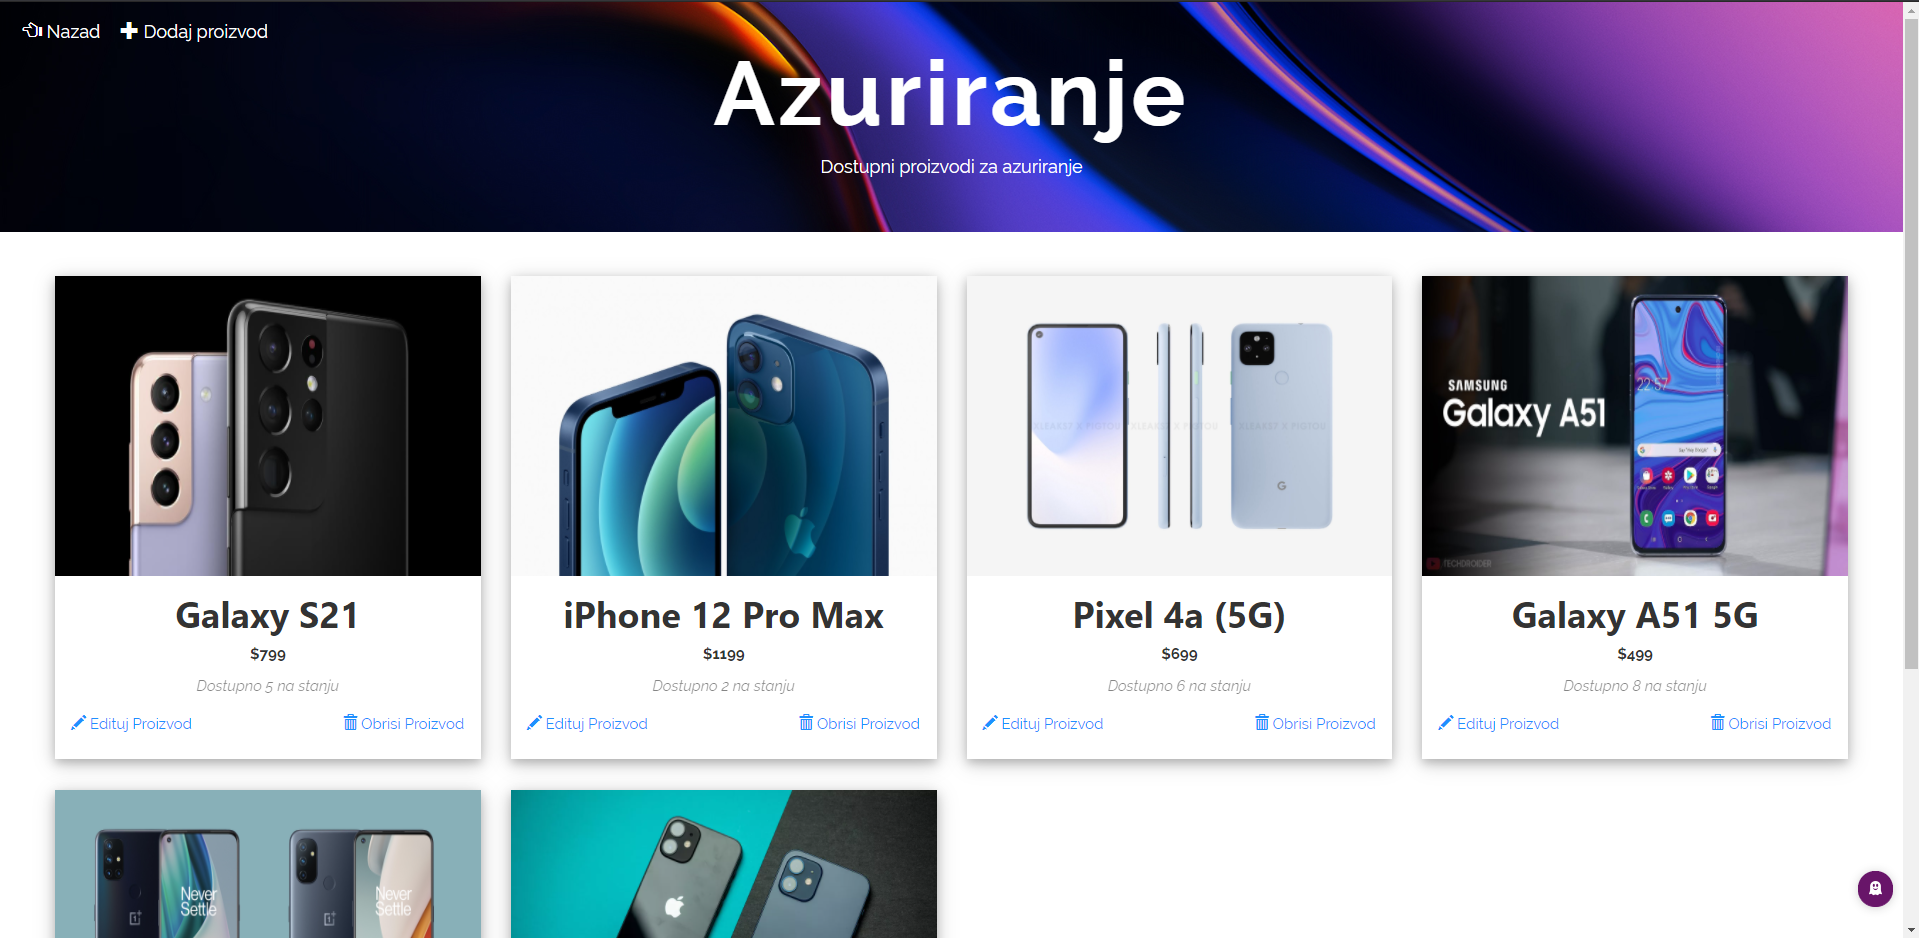 Nazad
Dodaj proizvod
Azuriranje
Dostupni proizvodi za azuriranje
SAMSUNG
Galaxy A51
22:57
TECHDROIDER
Galaxy S21
$799
Dostupno 5 na stanju
Edituj Proizvod
Obrisi Proizvod
iPhone 12 Pro Max
$1199
Dostupno 2 na stanju
Edituj Proizvod
Obrisi Proizvod
Pixel 4a (5G)
$699
Dostupno 6 na stanju
Edituj Proizvod
Obrisi Proizvod
Galaxy A51 5G
$499
Dostupno 8 na stanju
Edituj Proizvod
Obrisi Proizvod
Never
Settle
Never
Settle